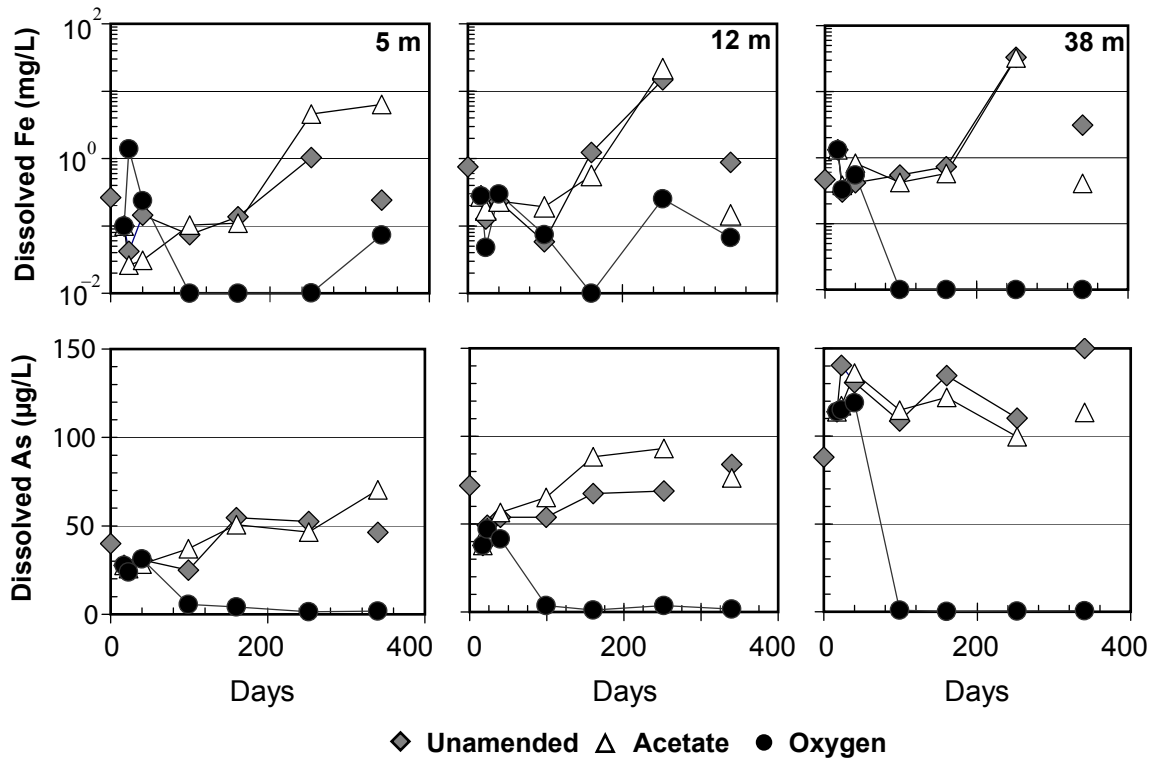 Dissolved Fe (mg/L)
10²
10⁰
10⁻²
5 m
12 m
38 m
Dissolved As (µg/L)
150
100
50
0
0 200 400
0 200 400
0 200 400
Days
Days
Days
Unamended Acetate Oxygen